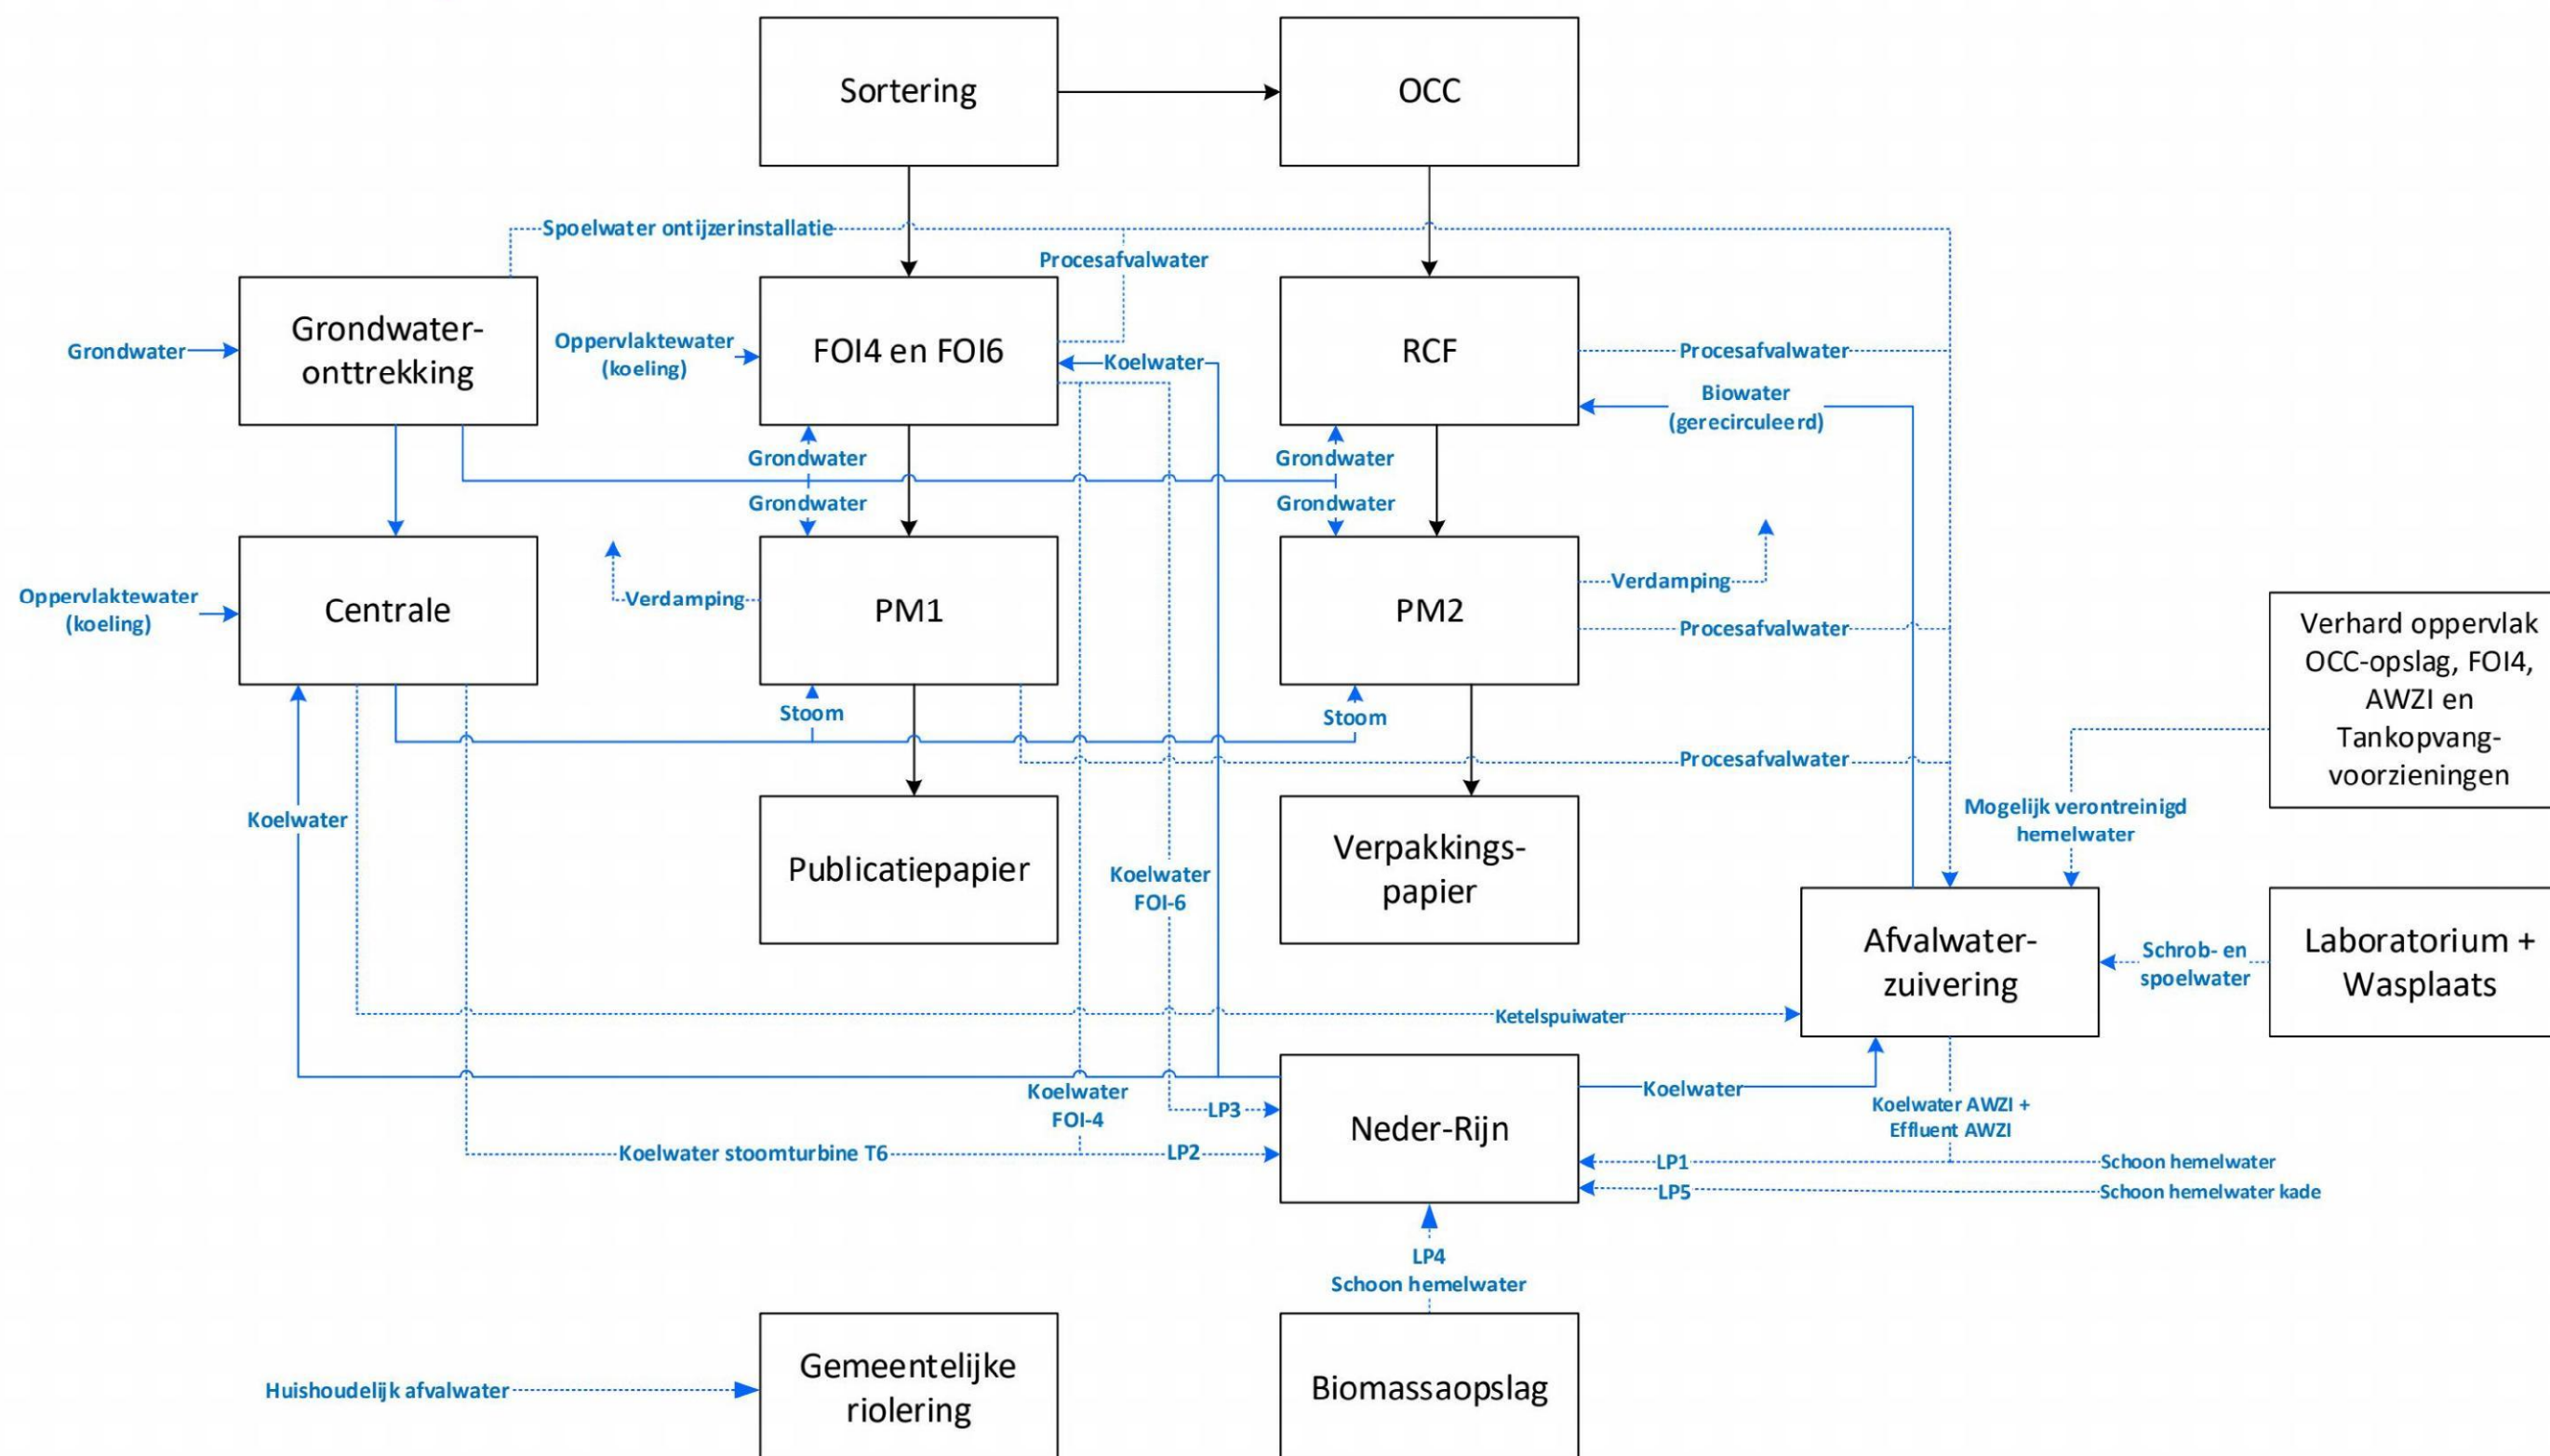 Sortering
OCC
Spoelwater ontijzerinstallatie
Procesafvalwater
Grondwater-
onttrekking
Grondwater
Oppervlaktewater
(koeling)
FOI4 en FOI6
Koelwater
RCF
Procesafvalwater
Biowater
(gerecirculeerd)
Grondwater
Grondwater
Grondwater
Grondwater
Oppervlaktewater
(koeling)
Centrale
Verdamping
PM1
PM2
Verdamping
Procesafvalwater
Verhard oppervlak
OCC-opslag, FOI4,
AWZI en
Tankopvang-
voorzieningen
Stoom
Stoom
Procesafvalwater
Koelwater
Mogelijk verontreinigd
hemelwater
Publicatiepapier
Koelwater
FOI-6
Verpakkings-
papier
Afvalwater-
zuivering
Schrob- en
spoelwater
Laboratorium +
Wasplaats
Ketelspuiwater
Koelwater
FOI-4
LP3
Neder-Rijn
Koelwater
Koelwater AWZI +
Effluent AWZI
Koelwater stoomturbine T6
LP2
LP1
Schoon hemelwater
LP5
Schoon hemelwater kade
LP4
Schoon hemelwater
Huishoudelijk afvalwater
Gemeentelijke
riolering
Biomassaopslag